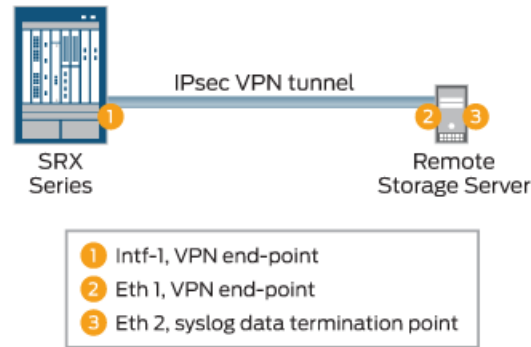 IPsec VPN tunnel
1
2
3
SRX
Series
Remote
Storage Server
1 Intf-1, VPN end-point
2 Eth 1, VPN end-point
3 Eth 2, syslog data termination point